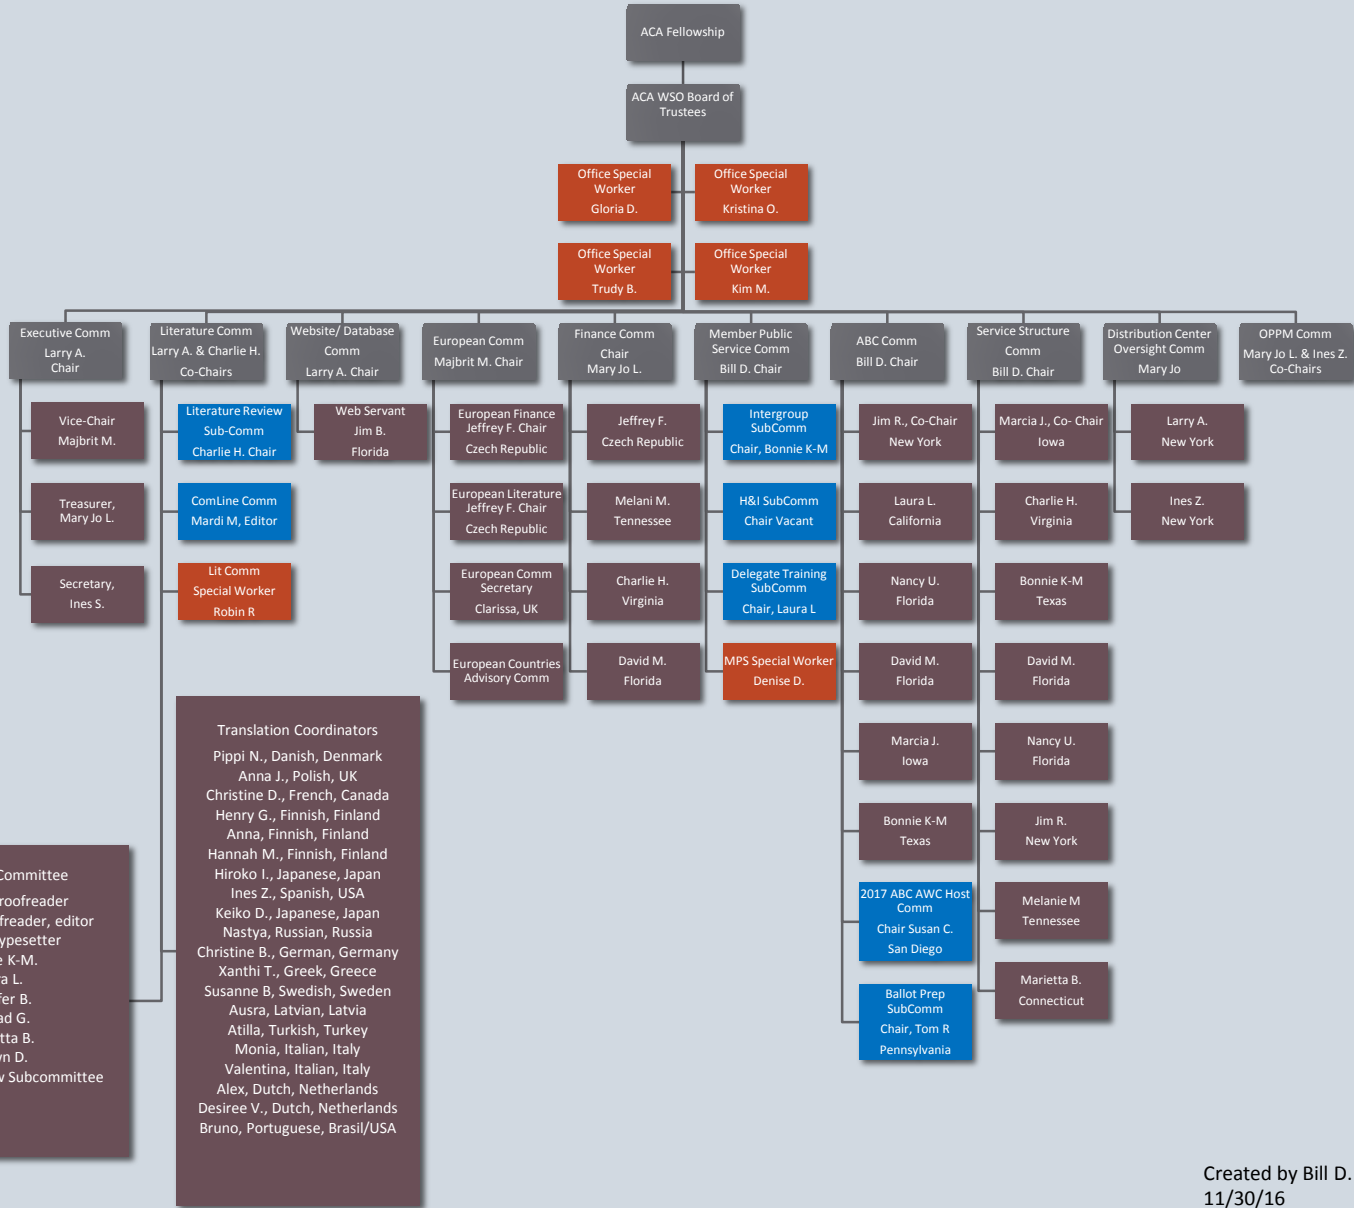 ACA Fellowship
ACA WSO Board of
Trustees
Office Special
Worker
Gloria D.
Office Special
Worker
Kristina O.
Office Special
Worker
Trudy B.
Office Special
Worker
Kim M.
Executive Comm
Larry A.
Chair
Literature Comm
Larry A. & Charlie H.
Co-Chairs
Website/ Database
Comm
Larry A. Chair
European Comm
Majbrit M. Chair
Finance Comm
Chair
Mary Jo L.
Member Public
Service Comm
Bill D. Chair
ABC Comm
Bill D. Chair
Service Structure
Comm
Bill D. Chair
Distribution Center
Oversight Comm
Mary Jo
OPPM Comm
Mary Jo L. & Ines Z.
Co-Chairs
Vice-Chair
Majbrit M.
Treasurer,
Mary Jo L.
Secretary,
Ines S.
Literature Review
Sub-Comm
Charlie H. Chair
ComLine Comm
Mardi M, Editor
Lit Comm
Special Worker
Robin R
Web Servant
Jim B.
Florida
European Finance
Jeffrey F. Chair
Czech Republic
European Literature
Jeffrey F. Chair
Czech Republic
European Comm
Secretary
Clarissa, UK
European Countries
Advisory Comm
Jeffrey F.
Czech Republic
Melani M.
Tennessee
Charlie H.
Virginia
David M.
Florida
Intergroup
SubComm
Chair, Bonnie K-M
H&I SubComm
Chair Vacant
Delegate Training
SubComm
Chair, Laura L
MPS Special Worker
Denise D.
Jim R., Co-Chair
New York
Laura L.
California
Nancy U.
Florida
David M.
Florida
Marcia J.
Iowa
Bonnie K-M
Texas
2017 ABC AWC Host
Comm
Chair Susan C.
San Diego
Ballot Prep
SubComm
Chair, Tom R
Pennsylvania
Marcia J., Co- Chair
Iowa
Charlie H.
Virginia
Bonnie K-M
Texas
David M.
Florida
Nancy U.
Florida
Jim R.
New York
Melanie M
Tennessee
Marietta B.
Connecticut
Larry A.
New York
Ines Z.
New York
Translation Coordinators
Pippi N., Danish, Denmark
Anna J., Polish, UK
Christine D., French, Canada
Henry G., Finnish, Finland
Anna, Finnish, Finland
Hannah M., Finnish, Finland
Hiroko I., Japanese, Japan
Ines Z., Spanish, USA
Keiko D., Japanese, Japan
Nastya, Russian, Russia
Christine B., German, Germany
Xanthi T., Greek, Greece
Susanne B, Swedish, Sweden
Ausra, Latvian, Latvia
Atilla, Turkish, Turkey
Monia, Italian, Italy
Valentina, Italian, Italy
Alex, Dutch, Netherlands
Desiree V., Dutch, Netherlands
Bruno, Portuguese, Brasil/USA
Committee
editor
K-M.
L.
B.
G.
B.
D.
Subcommittee
Created by Bill D.
11/30/16